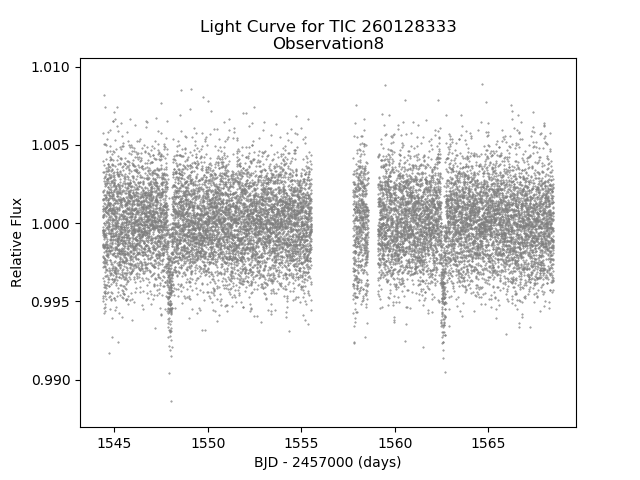 Light Curve for TIC 260128333
Observation8
1.010
1.005
1.000
0.995
0.990
Relative Flux
1545
1550
1555
1560
1565
BJD - 2457000 (days)